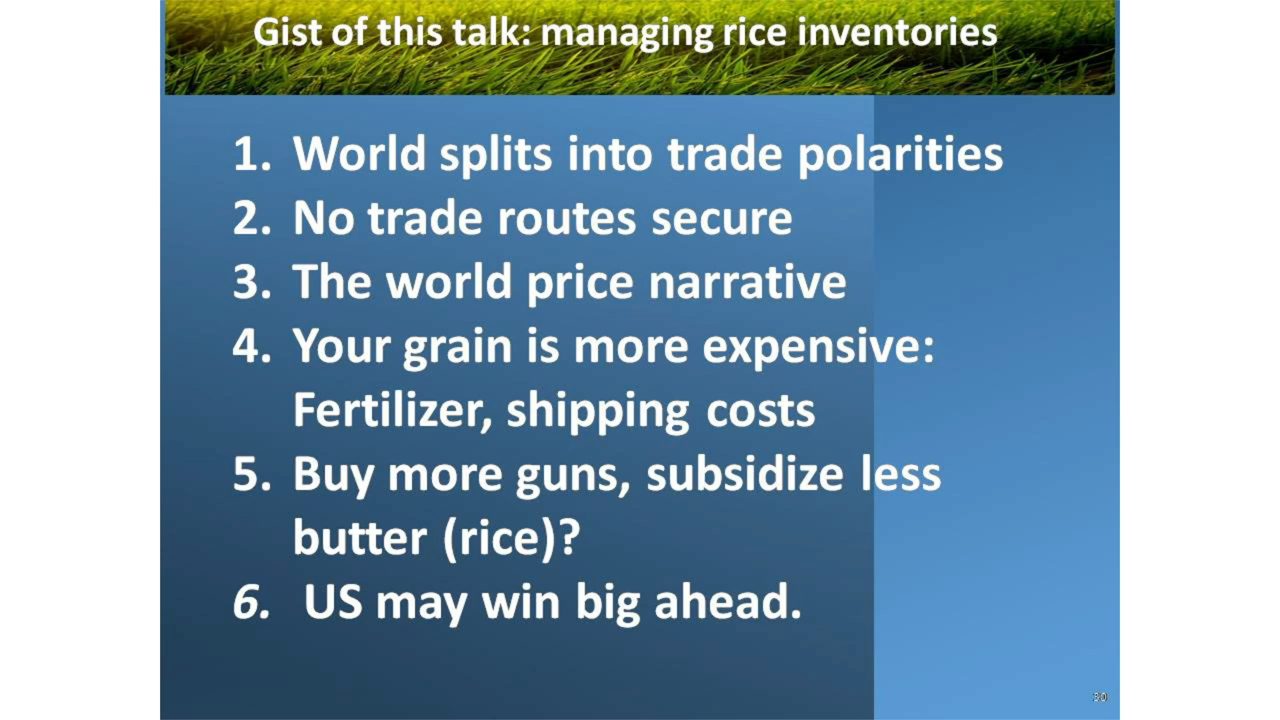 Gist of this talk: managing rice inventories
1. World splits into trade polarities
2. No trade routes secure
3. The world price narrative
4. Your grain is more expensive:
Fertilizer, shipping costs
5. Buy more guns, subsidize less
butter (rice)?
6. US may win big ahead.
30